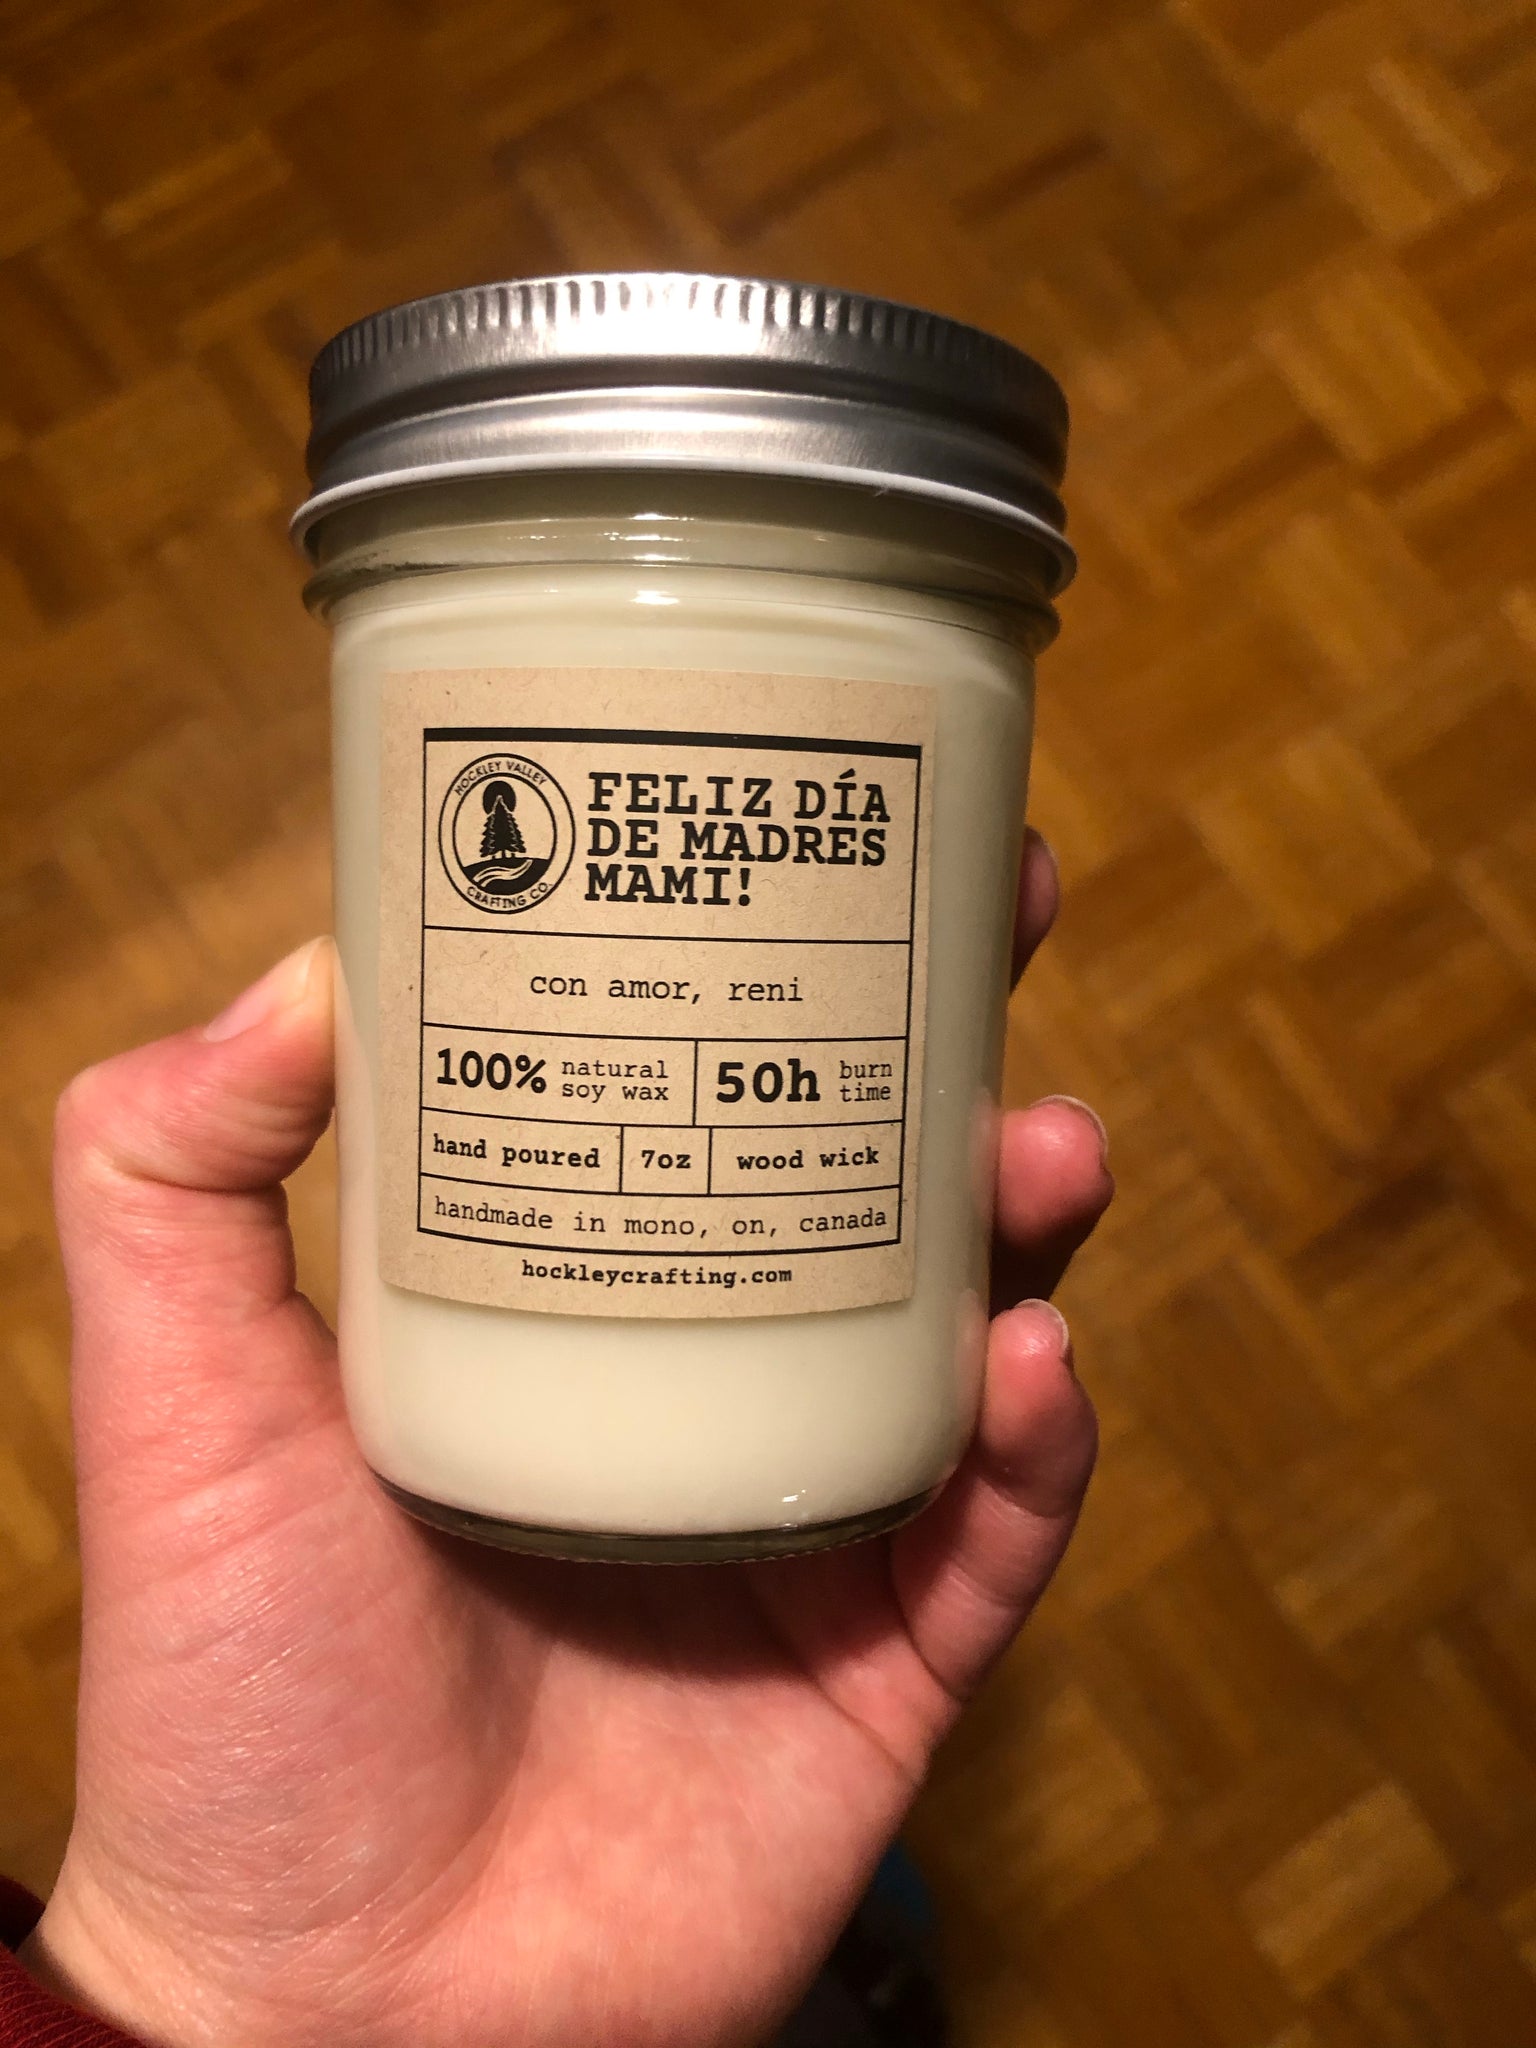 HOCKLEY VALLEY
CRAFTING CO.
FELIZ DÍA
DE MADRES
MAMI!
con amor, reni
100% natural
soy wax
50h burn
time
hand poured
7oz
wood wick
handmade in mono, on, canada
hockleycrafting.com